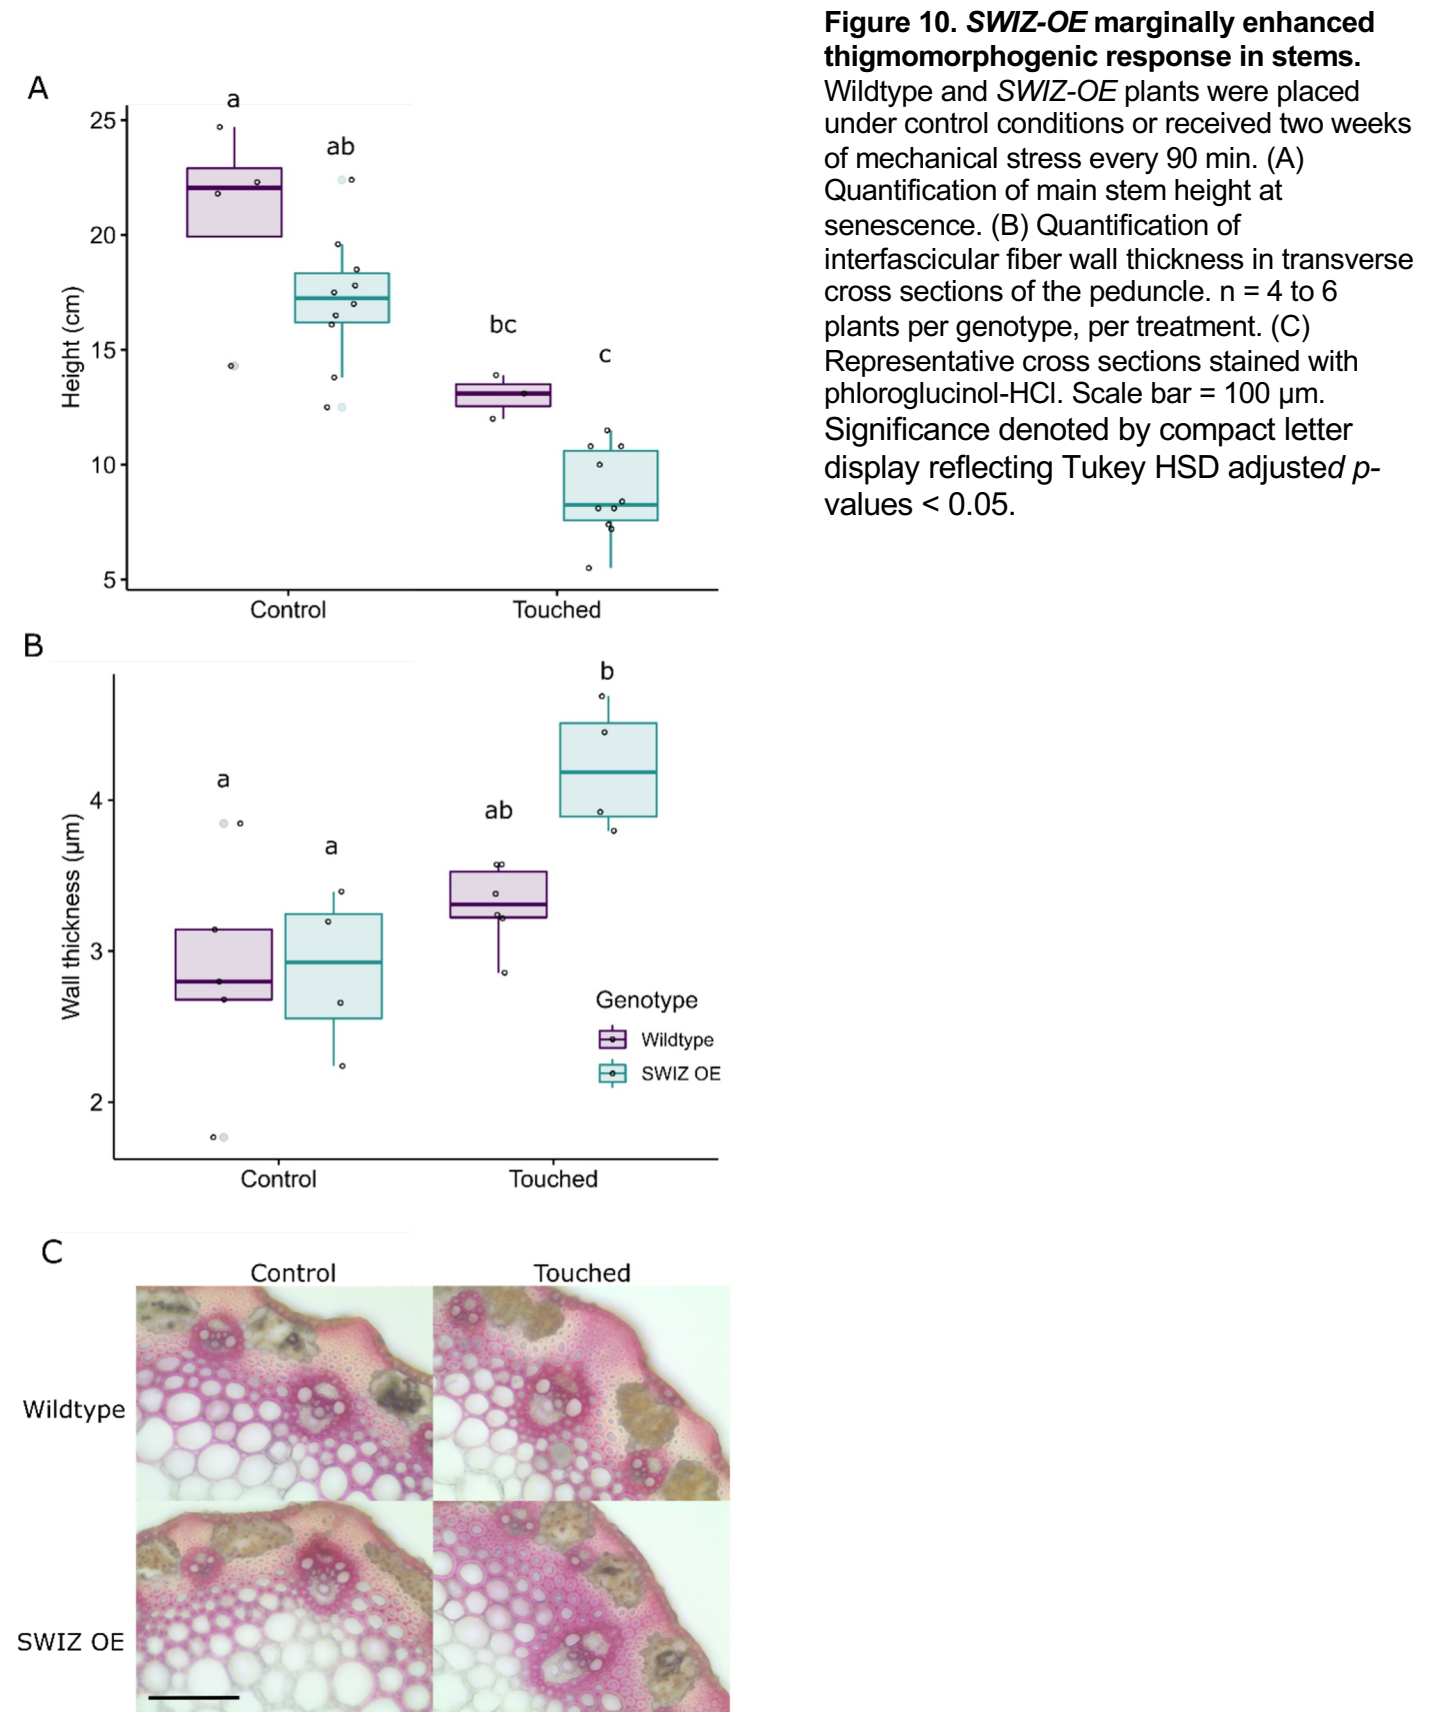 Figure 10. SWIZ-OE marginally enhanced
thigmomorphogenic response in stems.
Wildtype and SWIZ-OE plants were placed
under control conditions or received two weeks
of mechanical stress every 90 min. (A)
Quantification of main stem height at
senescence. (B) Quantification of
interfascicular fiber wall thickness in transverse
cross sections of the peduncle. n = 4 to 6
plants per genotype, per treatment. (C)
Representative cross sections stained with
phloroglucinol-HCl. Scale bar = 100 µm.
Significance denoted by compact letter
display reflecting Tukey HSD adjusted p-
values < 0.05.
A
a
ab
bc
c
25
20
15
10
5
Height (cm)
Control
Touched
B
a
a
ab
b
4
3
2
Wall thickness (µm)
Genotype
Wildtype
SWIZ OE
Control
Touched
C
Control
Touched
Wildtype
SWIZ OE